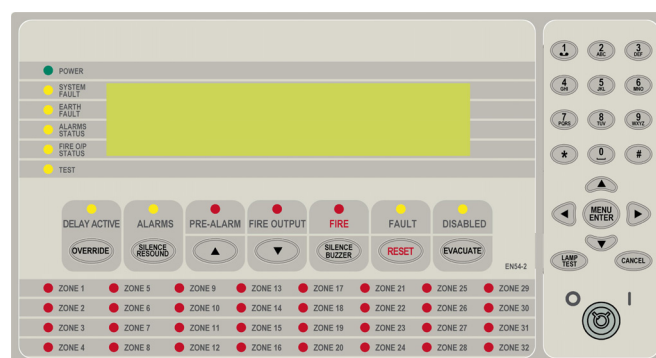 POWER
SYSTEM
FAULT
EARTH
FAULT
ALARMS
STATUS
FIRE O/P
STATUS
TEST
DELAY ACTIVE ALARMS PRE-ALARM FIRE OUTPUT FIRE FAULT DISABLED
OVERRIDE
SILENCE
RESOUND
SILENCE
BUZZER
RESET
EVACUATE
EN54-2
ZONE 1 ZONE 5 ZONE 9 ZONE 13 ZONE 17 ZONE 21 ZONE 25 ZONE 29
ZONE 2 ZONE 6 ZONE 10 ZONE 14 ZONE 18 ZONE 22 ZONE 26 ZONE 30
ZONE 3 ZONE 7 ZONE 11 ZONE 15 ZONE 19 ZONE 23 ZONE 27 ZONE 31
ZONE 4 ZONE 8 ZONE 12 ZONE 16 ZONE 20 ZONE 24 ZONE 28 ZONE 32
1 2 3
ABC DEF
4 5 6
GHI JKL MNO
7 8 9
PQRS TUV WXYZ
* 0 #
MENU
ENTER
LAMP
TEST
CANCEL
O I